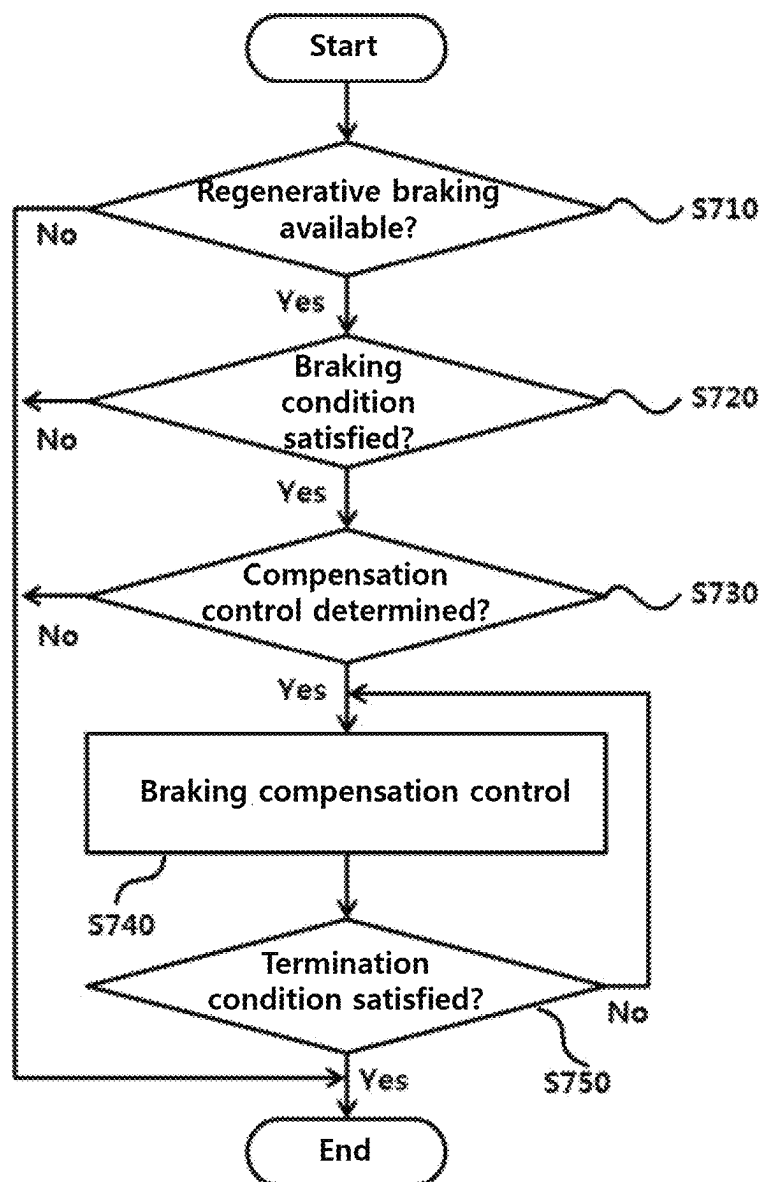 Start
Regenerative braking
available?
S710
No
Yes
Braking
condition
satisfied?
S720
No
Yes
Compensation
control determined?
S730
No
Yes
Braking compensation control
S740
Termination
condition satisfied?
No
S750
Yes
End